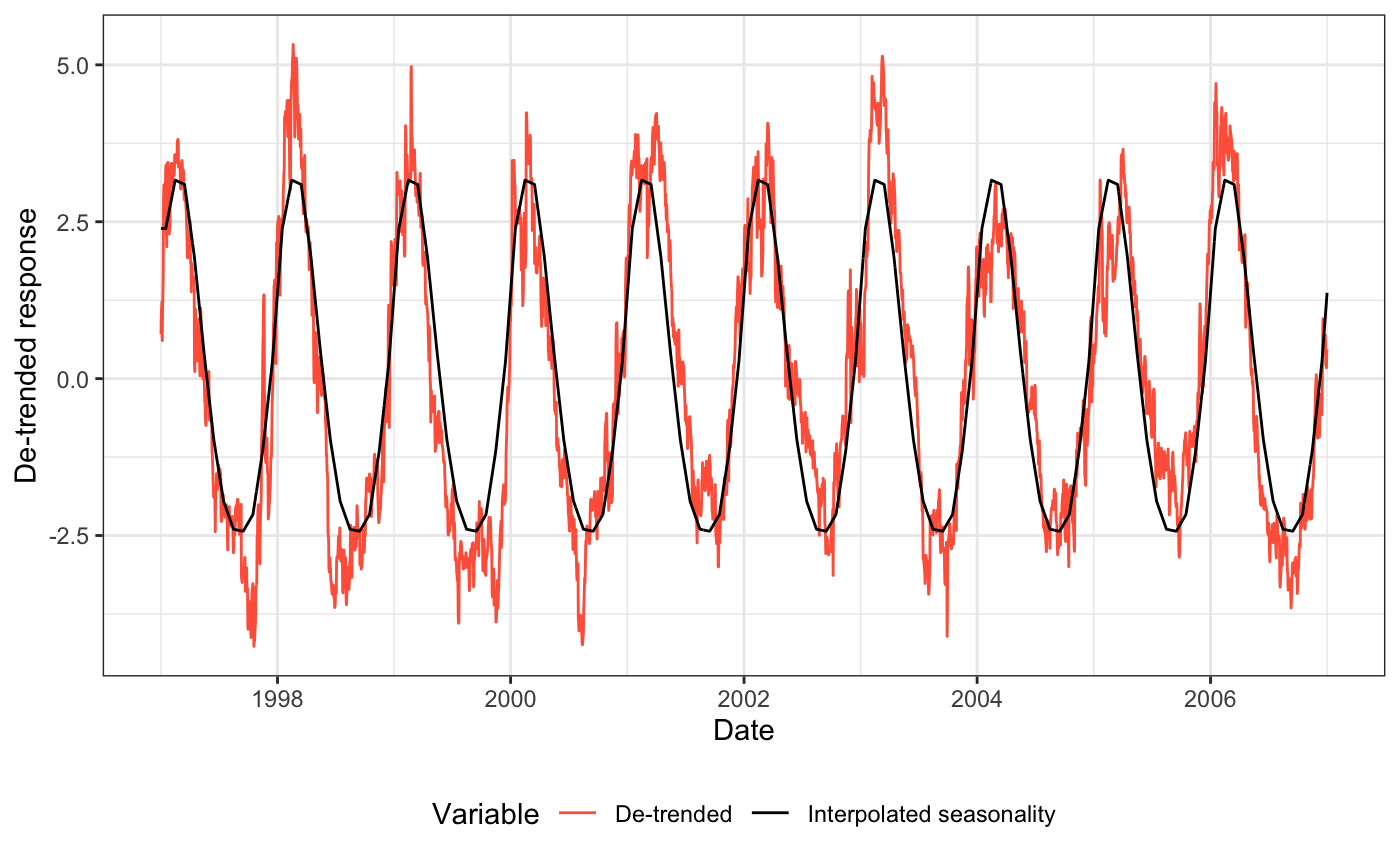 De-trended response
5.0
2.5
0.0
-2.5
1998 2000 2002 2004 2006
Date
Variable De-trended Interpolated seasonality